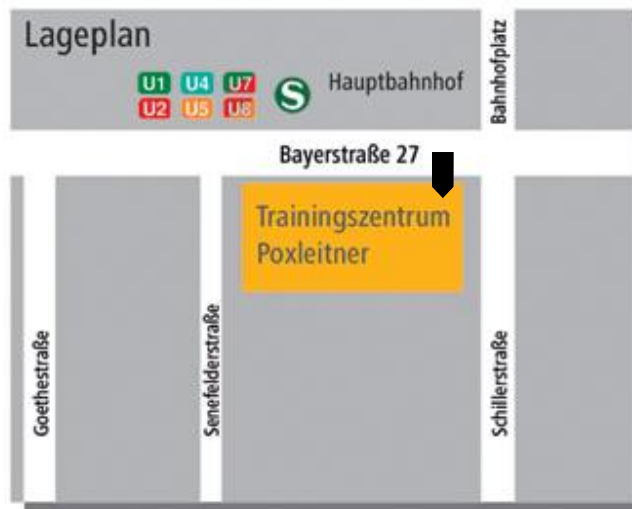 Lageplan
U1 U4 U7
U2 U5 U8
S
Hauptbahnhof
Bahnhofplatz
Bayerstraße 27
Trainingszentrum
Poxleitner
Goethestraße
Senefelderstraße
Schillerstraße